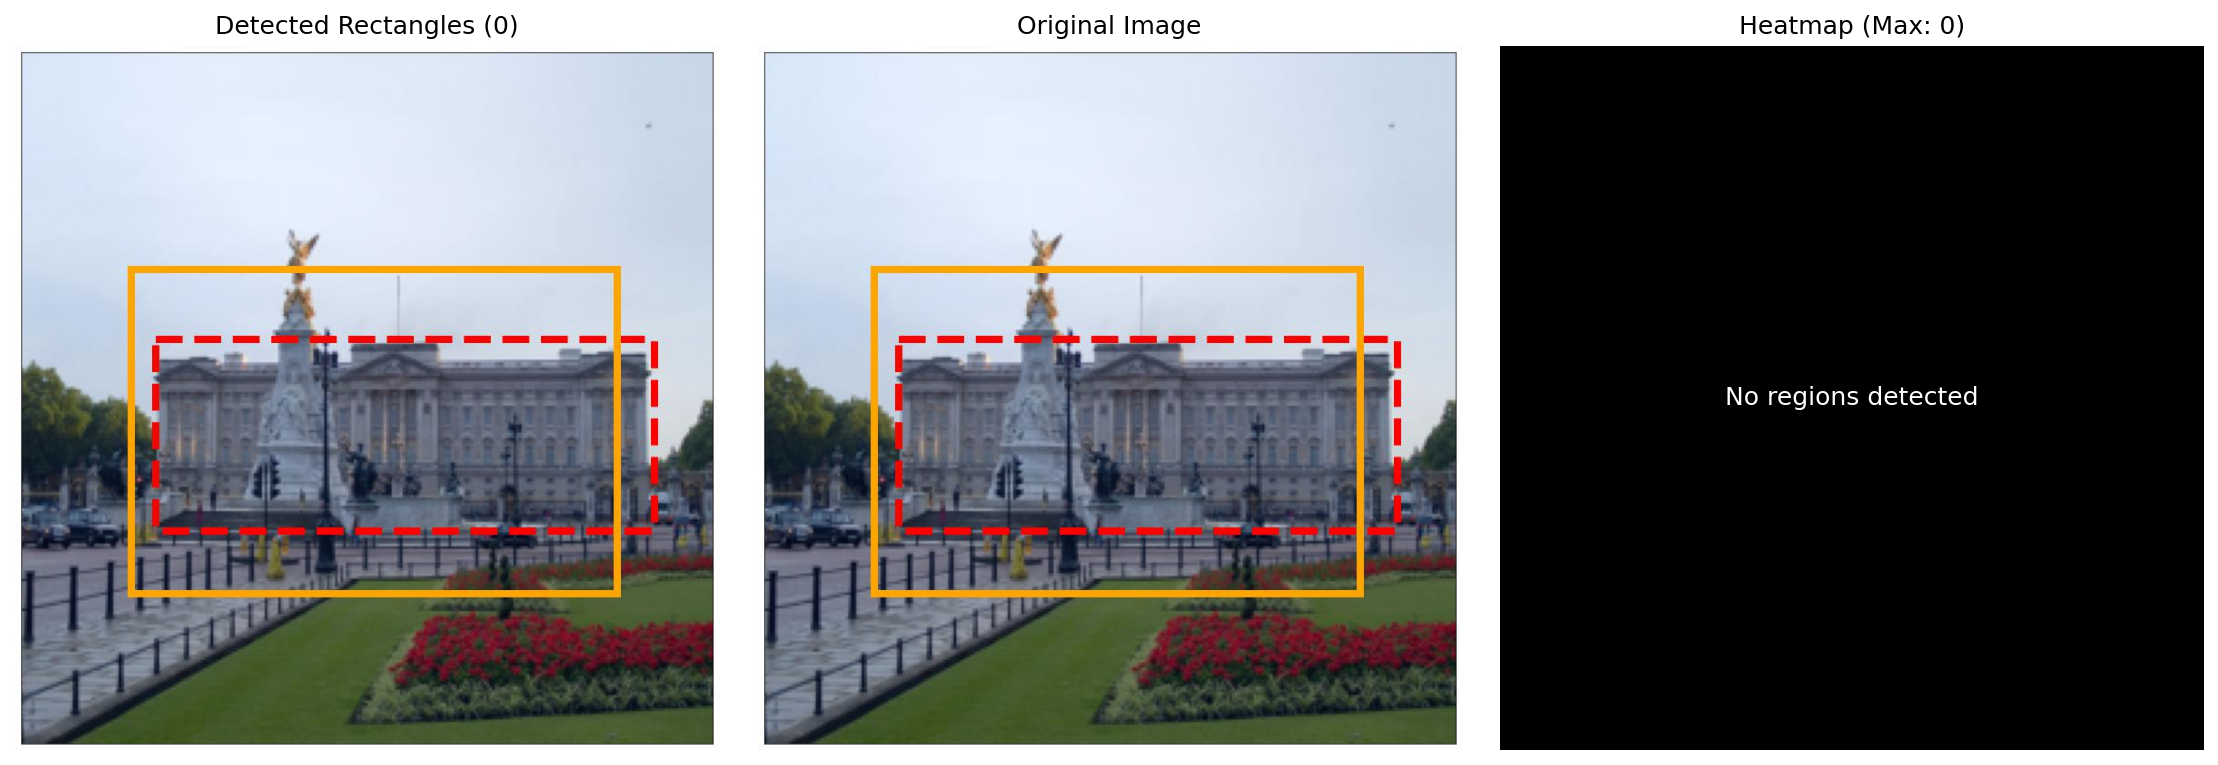 Detected Rectangles (0)
Original Image
Heatmap (Max: 0)
No regions detected